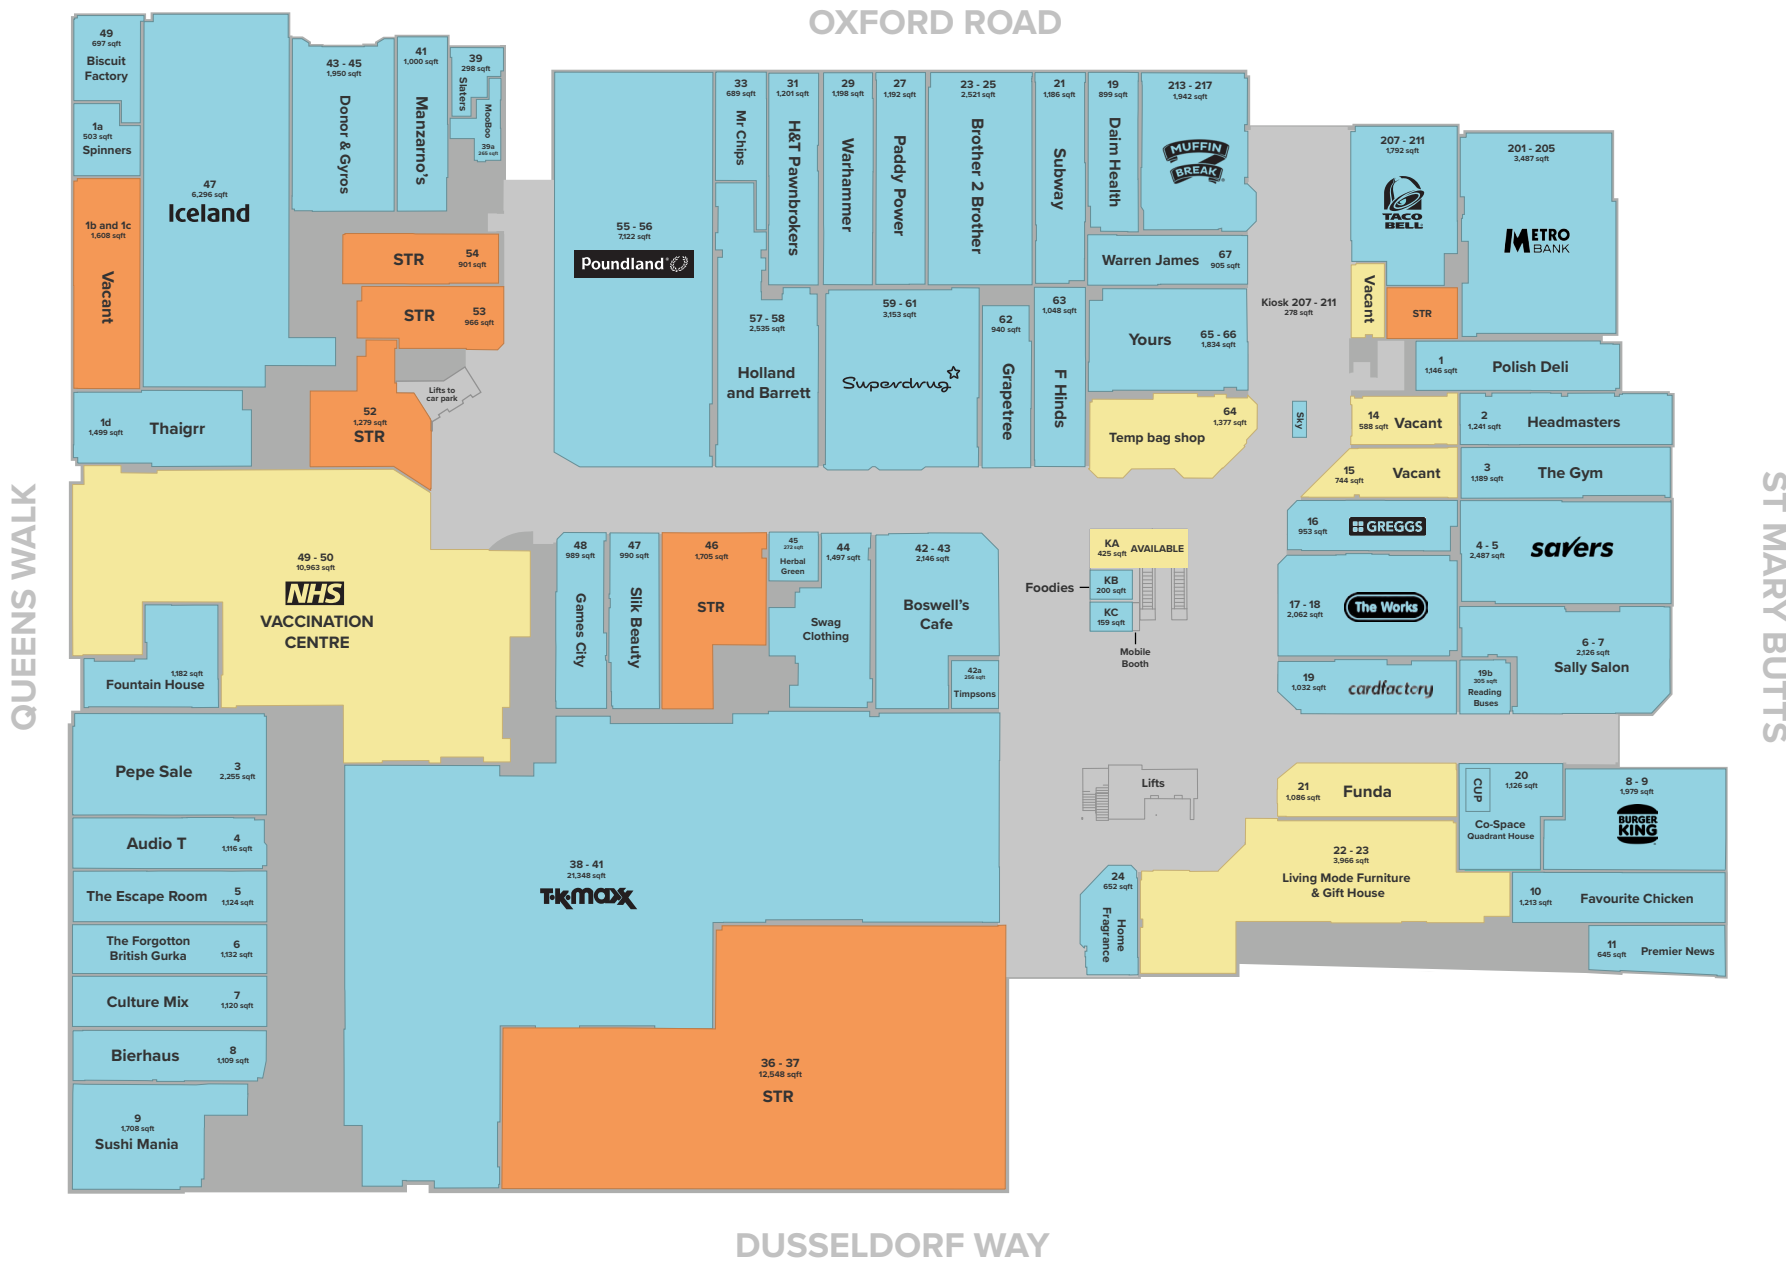 OXFORD ROAD
49
697 sqft
Biscuit
Factory
1a
503 sqft
Spinners
1b and 1c
1,608 sqft
Vacant
47
6,296 sqft
Iceland
43 - 45
1,950 sqft
Donor & Gyros
41
1,000 sqft
Manzarno's
39
298 sqft
Slaters
MooBoo
39a
265 sqft
STR
54
901 sqft
STR
53
966 sqft
Lifts to
car park
52
1,279 sqft
STR
1d
1,499 sqft
Thaigrr
55 - 56
7,122 sqft
Poundland
33
689 sqft
Mr Chips
31
1,201 sqft
H&T Pawnbrokers
29
1,198 sqft
Warhammer
27
1,192 sqft
Paddy Power
23 - 25
2,521 sqft
Brother 2 Brother
21
1,186 sqft
Subway
19
899 sqft
Daim Health
213 - 217
1,942 sqft
MUFFIN
BREAK
Warren James
67
905 sqft
57 - 58
2,535 sqft
Holland
and Barrett
59 - 61
3,153 sqft
Superdrug
62
940 sqft
Grapetree
63
1,048 sqft
F Hinds
Yours
65 - 66
1,834 sqft
64
1,377 sqft
Temp bag shop
Kiosk 207 - 211
278 sqft
Sky
207 - 211
1,792 sqft
TACO
BELL
Vacant
STR
201 - 205
3,487 sqft
METRO
BANK
1
1,146 sqft
Polish Deli
14
588 sqft
Vacant
2
1,241 sqft
Headmasters
15
744 sqft
Vacant
3
1,189 sqft
The Gym
16
953 sqft
GREGGS
4 - 5
2,487 sqft
savers
17 - 18
2,062 sqft
The Works
6 - 7
2,126 sqft
Sally Salon
19
1,032 sqft
cardfactory
19b
305 sqft
Reading
Buses
QUEENS WALK
ST MARY BUTTS
49 - 50
10,963 sqft
NHS
VACCINATION
CENTRE
1,182 sqft
Fountain House
48
989 sqft
Games City
47
990 sqft
Slik Beauty
46
1,705 sqft
STR
45
272 sqft
Herbal
Green
44
1,497 sqft
Swag
Clothing
42 - 43
2,146 sqft
Boswell's
Cafe
42a
256 sqft
Timpsons
KA
425 sqft
AVAILABLE
Foodies
KB
200 sqft
KC
159 sqft
Mobile
Booth
Pepe Sale
3
2,255 sqft
Audio T
4
1,116 sqft
The Escape Room
5
1,124 sqft
The Forgotton
British Gurka
6
1,132 sqft
Culture Mix
7
1,120 sqft
Bierhaus
8
1,109 sqft
9
1,708 sqft
Sushi Mania
38 - 41
21,348 sqft
T·K·maxx
36 - 37
12,548 sqft
STR
Lifts
21
1,086 sqft
Funda
CUP
20
1,126 sqft
Co-Space
Quadrant House
8 - 9
1,979 sqft
BURGER
KING
22 - 23
3,966 sqft
Living Mode Furniture
& Gift House
24
652 sqft
Home
Fragrance
10
1,213 sqft
Favourite Chicken
11
645 sqft
Premier News
DUSSELDORF WAY